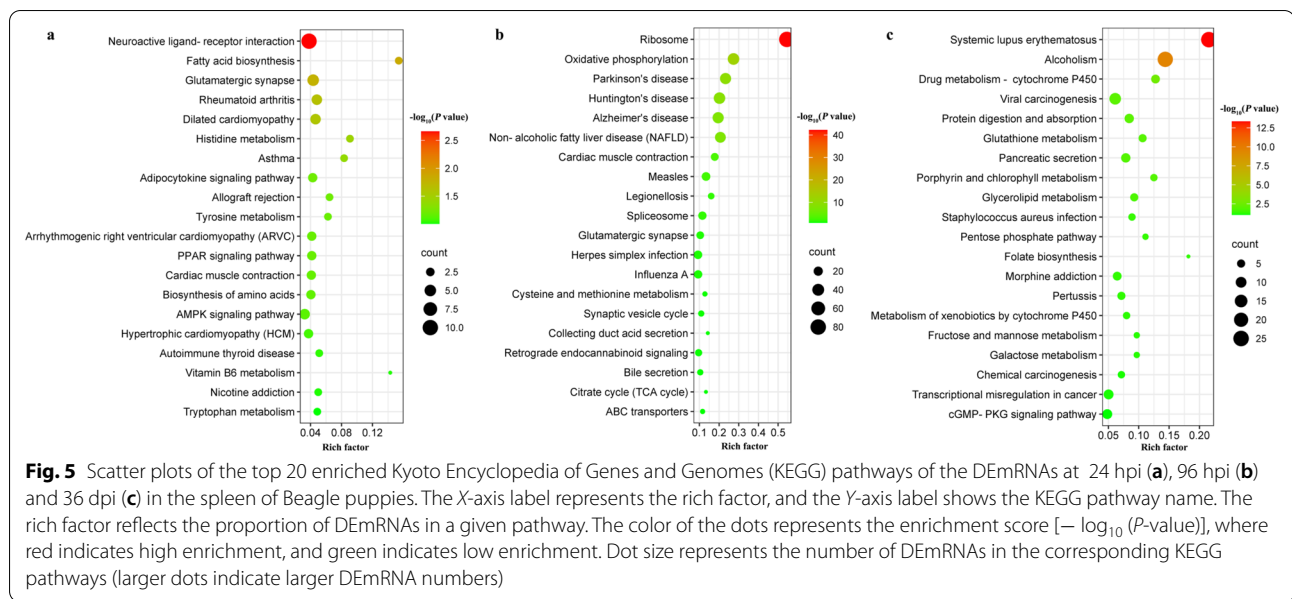 a
Neuroactive ligand- receptor interaction
Fatty acid biosynthesis
Glutamatergic synapse
Rheumatoid arthritis
Dilated cardiomyopathy
Histidine metabolism
Asthma
Adipocytokine signaling pathway
Allograft rejection
Tyrosine metabolism
Arrhythmogenic right ventricular cardiomyopathy (ARVC)
PPAR signaling pathway
Cardiac muscle contraction
Biosynthesis of amino acids
AMPK signaling pathway
Hypertrophic cardiomyopathy (HCM)
Autoimmune thyroid disease
Vitamin B6 metabolism
Nicotine addiction
Tryptophan metabolism
0.04 0.08 0.12
Rich factor
-log10(P value)
2.5
2.0
1.5
count
2.5
5.0
7.5
10.0
b
Ribosome
Oxidative phosphorylation
Parkinson's disease
Huntington's disease
Alzheimer's disease
Non- alcoholic fatty liver disease (NAFLD)
Cardiac muscle contraction
Measles
Legionellosis
Spliceosome
Glutamatergic synapse
Herpes simplex infection
Influenza A
Cysteine and methionine metabolism
Synaptic vesicle cycle
Collecting duct acid secretion
Retrograde endocannabinoid signaling
Bile secretion
Citrate cycle (TCA cycle)
ABC transporters
0.1 0.2 0.3 0.4 0.5
Rich factor
-log10(P value)
40
30
20
10
count
20
40
60
80
c
Systemic lupus erythematosus
Alcoholism
Drug metabolism - cytochrome P450
Viral carcinogenesis
Protein digestion and absorption
Glutathione metabolism
Pancreatic secretion
Porphyrin and chlorophyll metabolism
Glycerolipid metabolism
Staphylococcus aureus infection
Pentose phosphate pathway
Folate biosynthesis
Morphine addiction
Pertussis
Metabolism of xenobiotics by cytochrome P450
Fructose and mannose metabolism
Galactose metabolism
Chemical carcinogenesis
Transcriptional misregulation in cancer
cGMP- PKG signaling pathway
0.05 0.10 0.15 0.20
Rich factor
-log10(P value)
12.5
10.0
7.5
5.0
2.5
count
5
10
15
20
25
Fig. 5 Scatter plots of the top 20 enriched Kyoto Encyclopedia of Genes and Genomes (KEGG) pathways of the DEmRNAs at 24 hpi (a), 96 hpi (b)
and 36 dpi (c) in the spleen of Beagle puppies. The X-axis label represents the rich factor, and the Y-axis label shows the KEGG pathway name. The
rich factor reflects the proportion of DEmRNAs in a given pathway. The color of the dots represents the enrichment score [− log10 (P-value)], where
red indicates high enrichment, and green indicates low enrichment. Dot size represents the number of DEmRNAs in the corresponding KEGG
pathways (larger dots indicate larger DEmRNA numbers)